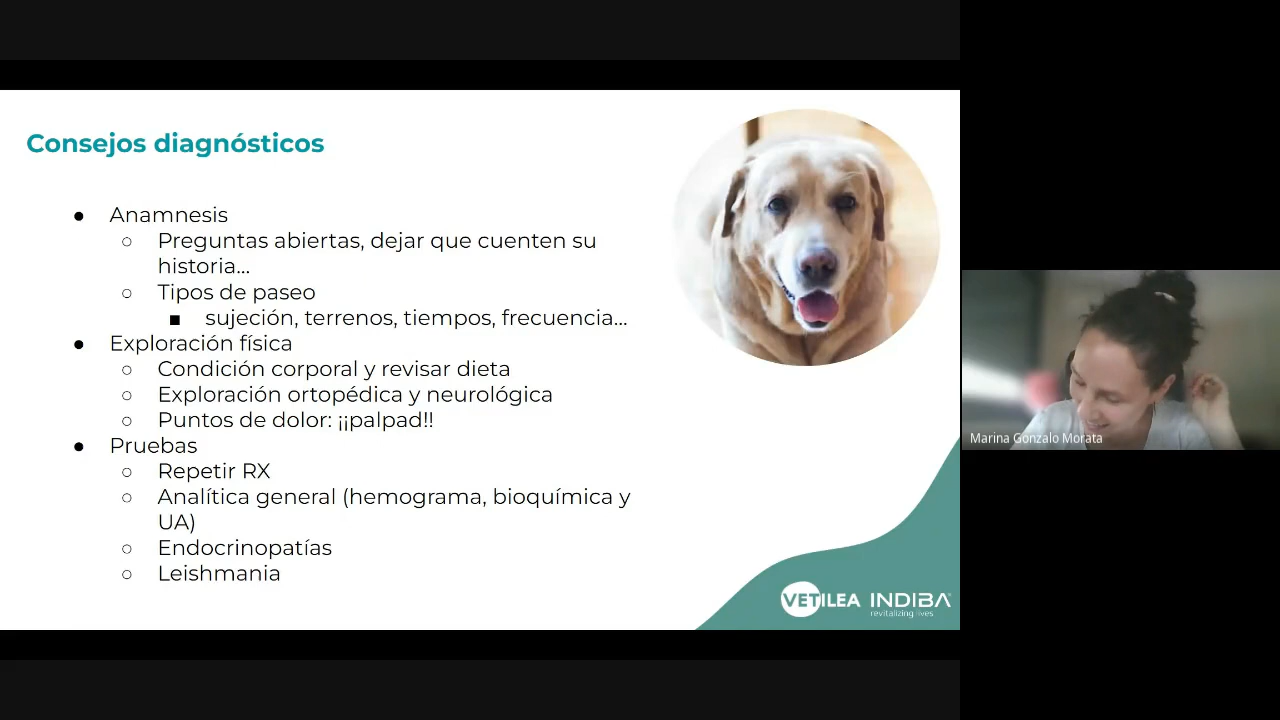 Consejos diagnósticos
● Anamnesis
○ Preguntas abiertas, dejar que cuenten su
historia...
○ Tipos de paseo
■ sujeción, terrenos, tiempos, frecuencia...
● Exploración física
○ Condición corporal y revisar dieta
○ Exploración ortopédica y neurológica
○ Puntos de dolor: ¡¡palpad!!
● Pruebas
○ Repetir RX
○ Analítica general (hemograma, bioquímica y
UA)
○ Endocrinopatías
○ Leishmania
VETILEA INDIBA®
revitalizing lives
Marina Gonzalo Morata